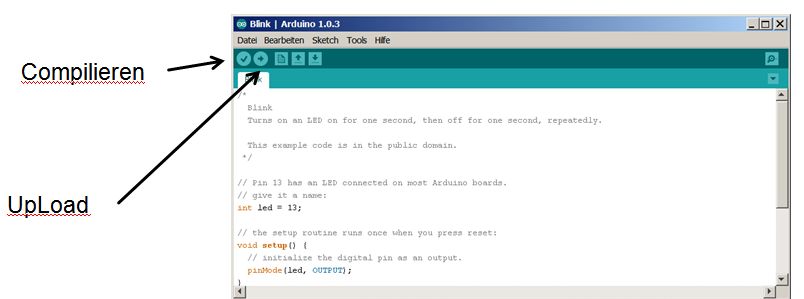 Blink | Arduino 1.0.3
Datei Bearbeiten Sketch Tools Hilfe
Compilieren
UpLoad
/*
Blink
Turns on an LED on for one second, then off for one second, repeatedly.
This example code is in the public domain.
*/
// Pin 13 has an LED connected on most Arduino boards.
// give it a name:
int led = 13;
// the setup routine runs once when you press reset:
void setup() {
// initialize the digital pin as an output.
pinMode(led, OUTPUT);
}